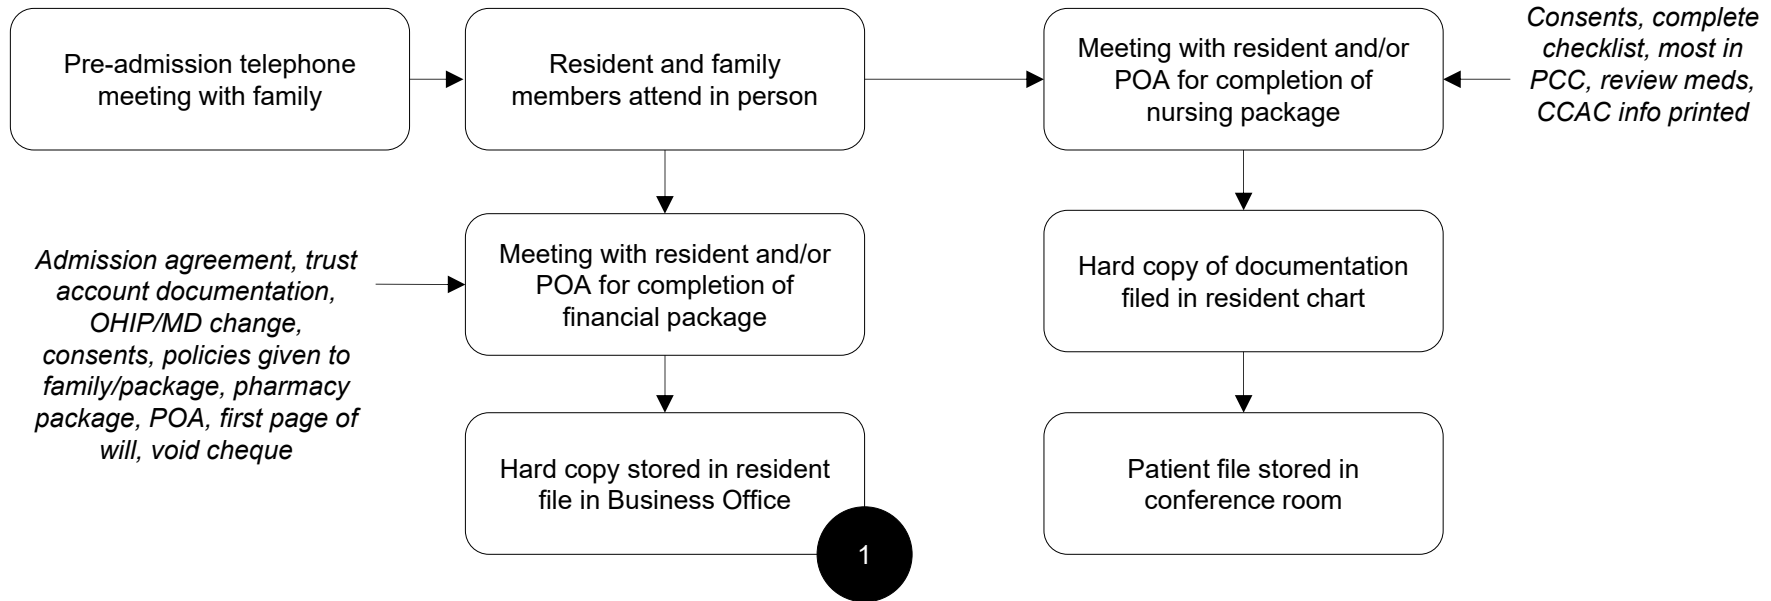 Pre-admission telephone
meeting with family
Resident and family
members attend in person
Meeting with resident and/or
POA for completion of
nursing package
Consents, complete
checklist, most in
PCC, review meds,
CCAC info printed
Admission agreement, trust
account documentation,
OHIP/MD change,
consents, policies given to
family/package, pharmacy
package, POA, first page of
will, void cheque
Meeting with resident and/or
POA for completion of
financial package
Hard copy of documentation
filed in resident chart
Hard copy stored in resident
file in Business Office
1
Patient file stored in
conference room